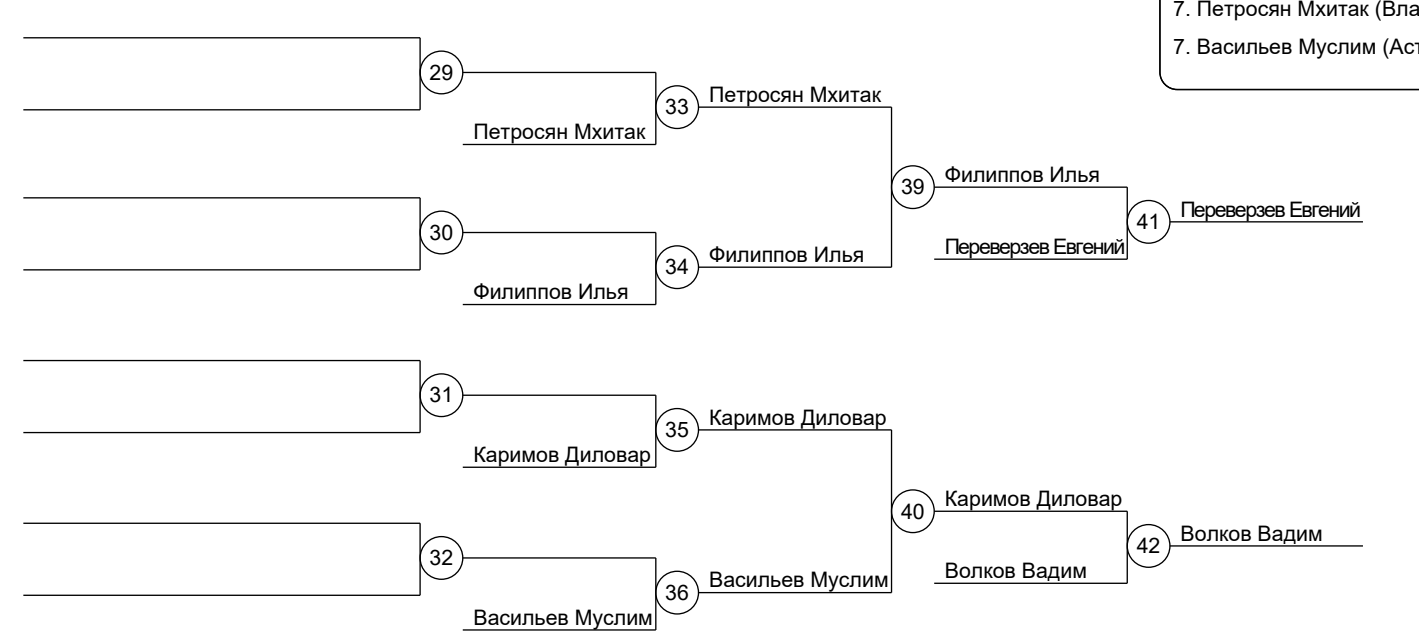 7. Петросян Мхитак (Вла
7. Васильев Муслим (Аст
29
33
Петросян Мхитак
Петросян Мхитак
39
Филиппов Илья
41
Переверзев Евгений
30
34
Филиппов Илья
Переверзев Евгений
Филиппов Илья
31
35
Каримов Диловар
Каримов Диловар
40
Каримов Диловар
42
Волков Вадим
32
36
Васильев Муслим
Волков Вадим
Васильев Муслим